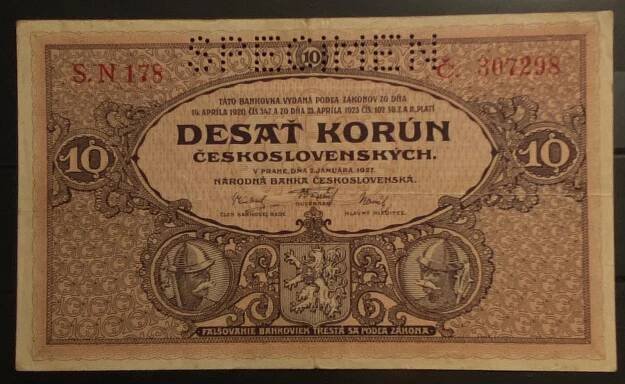 SPECIMEN
10
S. N 178
Č. 307298
TÁTO BANKOVKA, VYDANÁ PODĽA ZÁKONOV ZO DŇA
14. APRÍLA 1920, ČÍS. 347 A ZO DŇA 23. APRÍLA 1925, ČÍS. 102 SB. Z. A N., PLATÍ
DESAŤ KORÚN
ČESKOSLOVENSKÝCH.
10
10
V PRAHE, DŇA 2. JANUÁRA 1927.
NÁRODNÁ BANKA ČESKOSLOVENSKÁ.
GUVERNÉR
ČLEN BANKOVEJ RADY.
HLAVNÝ RIADITEĽ.
FALŠOVANIE BANKOVIEK TRESTÁ SA PODĽA ZÁKONA